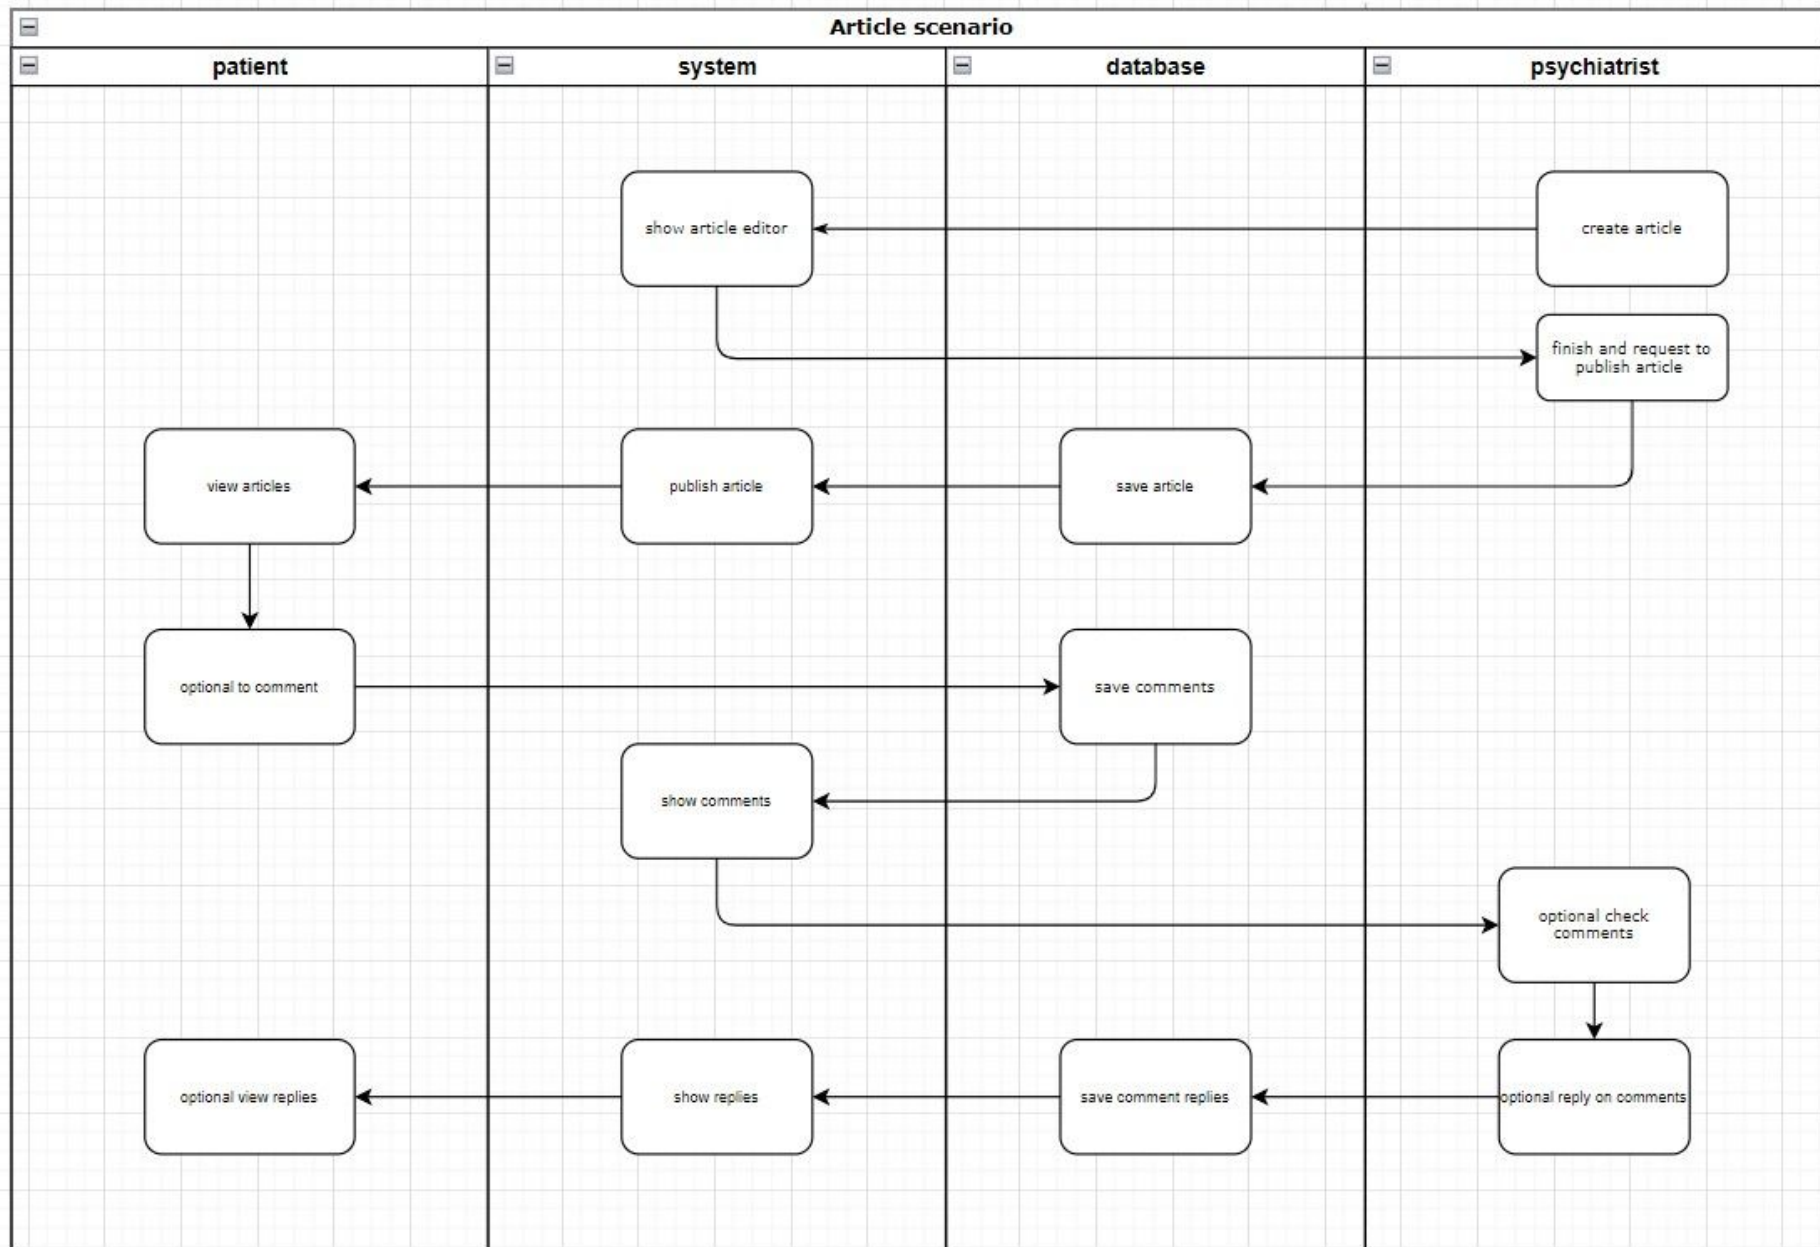 Article scenario
patient
system
database
psychiatrist
show article editor
create article
finish and request to
publish article
view articles
publish article
save article
optional to comment
save comments
show comments
optional check
comments
optional view replies
show replies
save comment replies
optional reply on comments